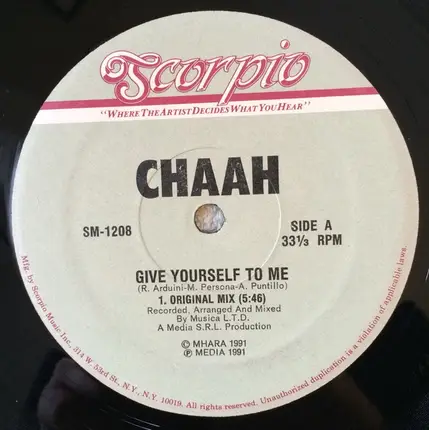 Scorpio
"WHERE THE ARTIST DECIDES WHAT YOU HEAR"
CHAAH
SM-1208
SIDE A
33⅓ RPM
GIVE YOURSELF TO ME
(R. Arduini-M. Persona-A. Puntillo)
1. ORIGINAL MIX (5:46)
Recorded, Arranged And Mixed
By Musica L.T.D.
A Media S.R.L. Production
© MHARA 1991
℗ MEDIA 1991
Mfg. by Scorpio Music Inc., 314 W. 53rd St., N.Y., N.Y. 10019. All rights reserved. Unauthorized duplication is a violation of applicable laws.